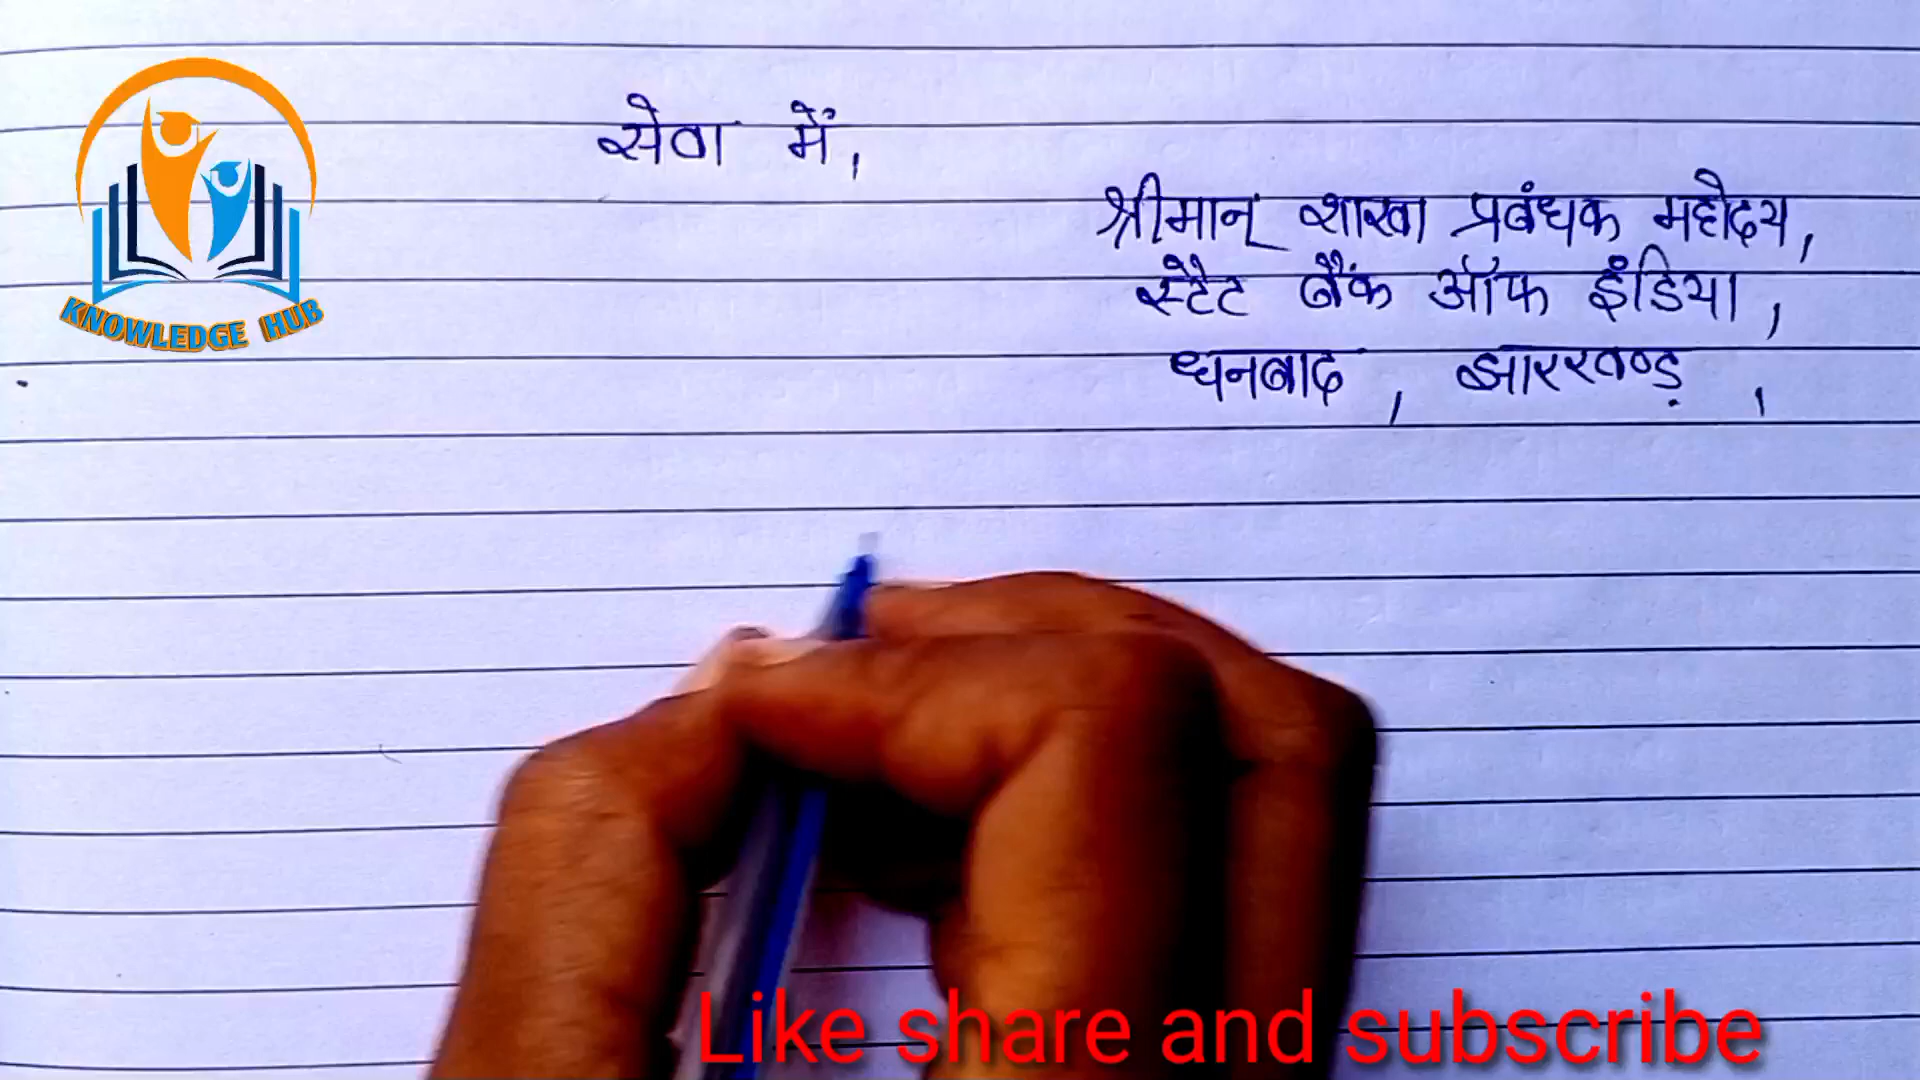 सेवा में,
श्रीमान् शाखा प्रबंधक महोदय,
स्टेट बैंक ऑफ इंडिया,
धनबाद, झारखण्ड़,
KNOWLEDGE HUB
Like share and subscribe